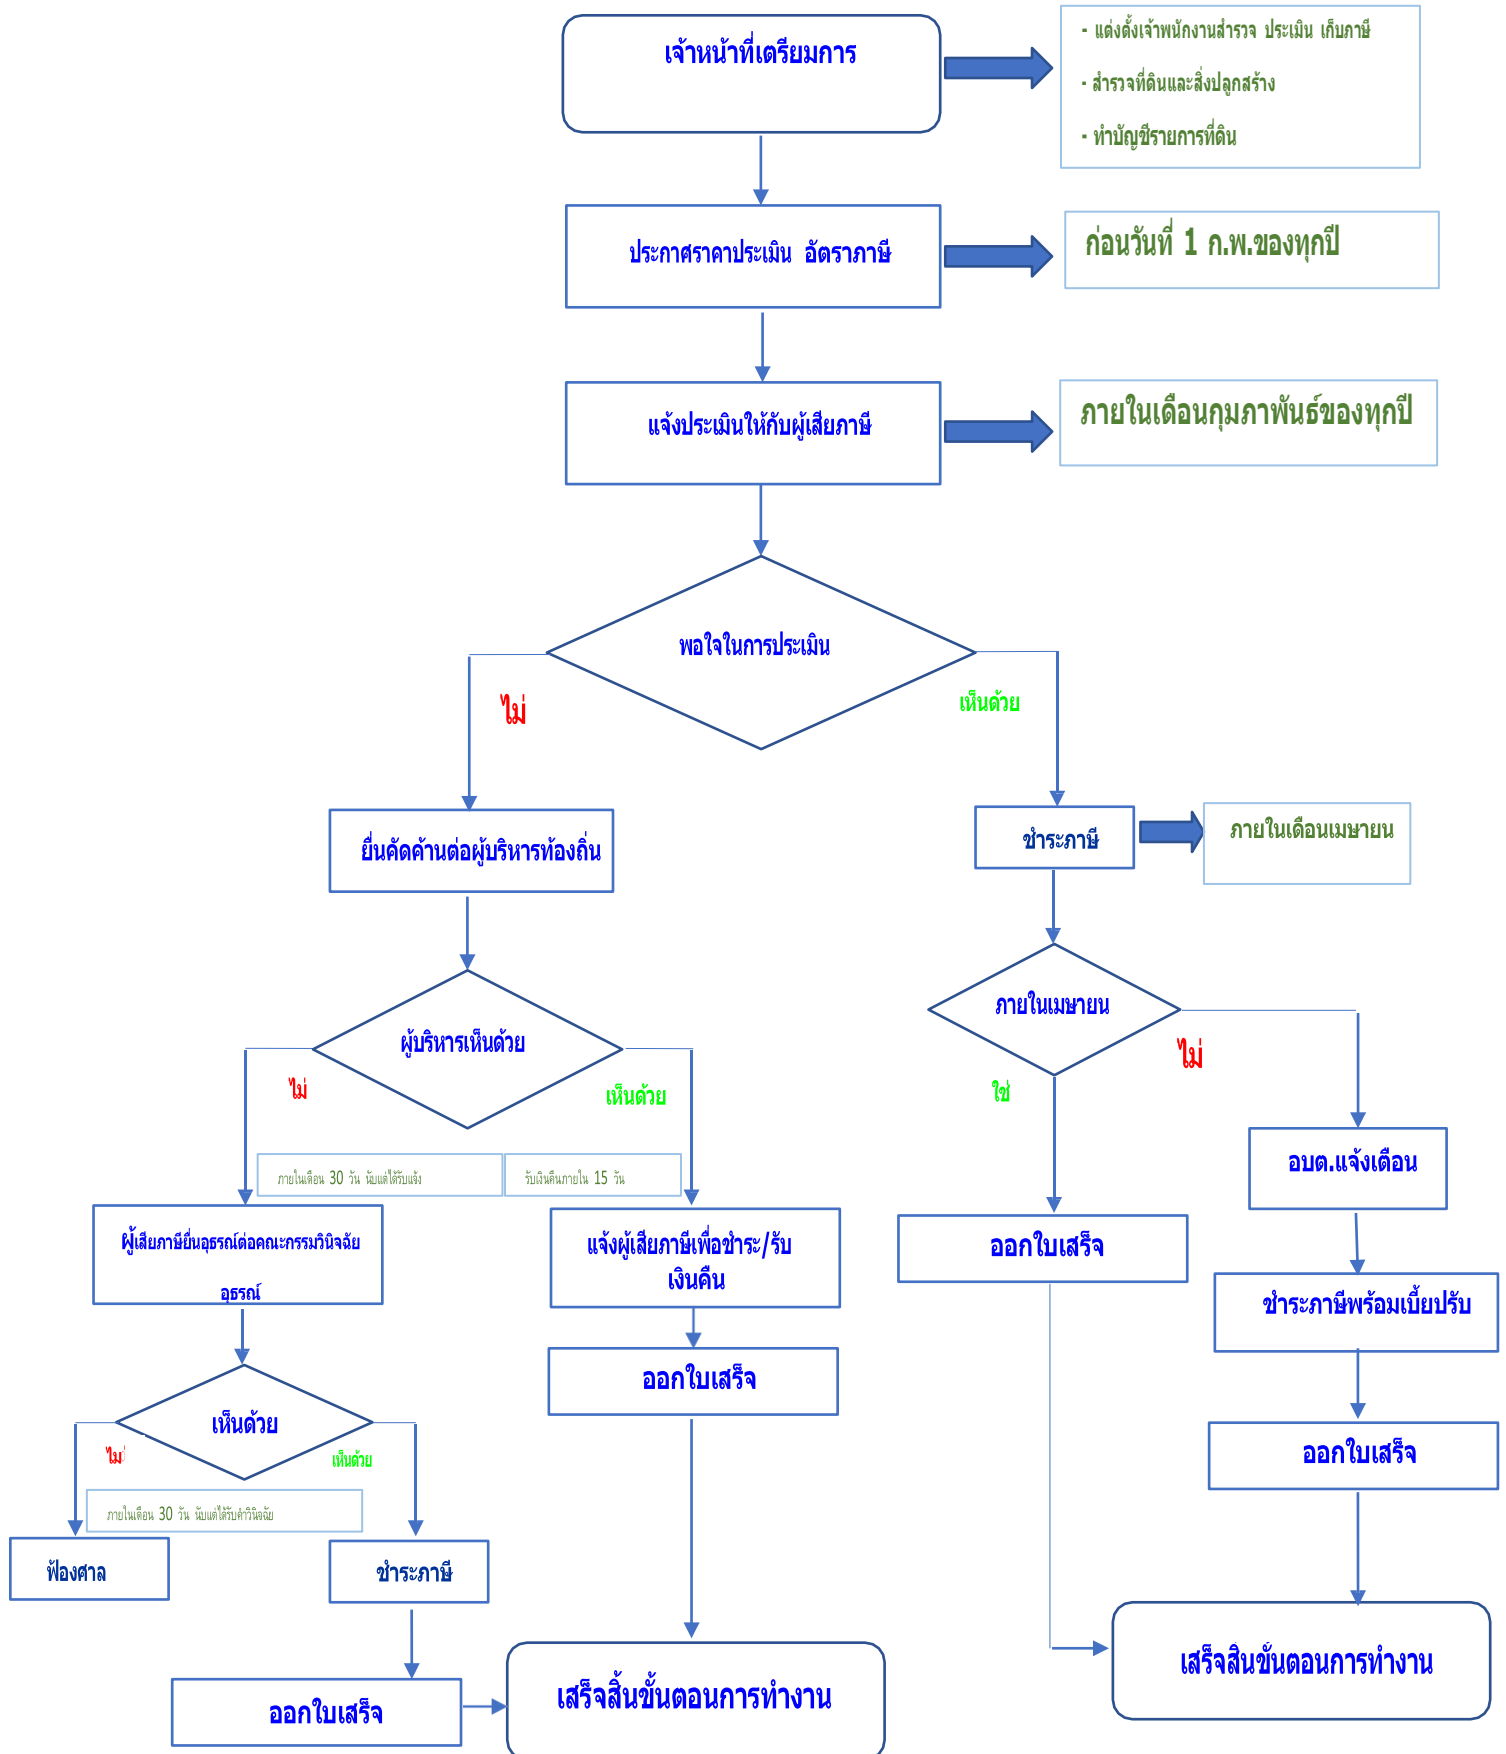 เจ้าหน้าที่เตรียมการ
- แต่งตั้งเจ้าพนักงานสำรวจ ประเมิน เก็บภาษี
- สำรวจที่ดินและสิ่งปลูกสร้าง
- ทำบัญชีรายการที่ดิน
ประกาศราคาประเมิน อัตราภาษี
ก่อนวันที่ 1 ก.พ.ของทุกปี
แจ้งประเมินให้กับผู้เสียภาษี
ภายในเดือนกุมภาพันธ์ของทุกปี
พอใจในการประเมิน
ไม่
เห็นด้วย
ยื่นคัดค้านต่อผู้บริหารท้องถิ่น
ชำระภาษี
ภายในเดือนเมษายน
ผู้บริหารเห็นด้วย
ภายในเมษายน
ไม่
เห็นด้วย
ใช่
ไม่
ภายในเดือน 30 วัน นับแต่ได้รับแจ้ง
รับเงินคืนภายใน 15 วัน
อบต.แจ้งเตือน
ผู้เสียภาษียื่นอุธรณ์ต่อคณะกรรมวินิจฉัย
อุธรณ์
แจ้งผู้เสียภาษีเพื่อชำระ/รับ
เงินคืน
ออกใบเสร็จ
ชำระภาษีพร้อมเบี้ยปรับ
เห็นด้วย
ออกใบเสร็จ
ออกใบเสร็จ
ไม่
เห็นด้วย
ภายในเดือน 30 วัน นับแต่ได้รับคำวินิจฉัย
ฟ้องศาล
ชำระภาษี
ออกใบเสร็จ
เสร็จสิ้นขั้นตอนการทำงาน
เสร็จสิ้นขั้นตอนการทำงาน